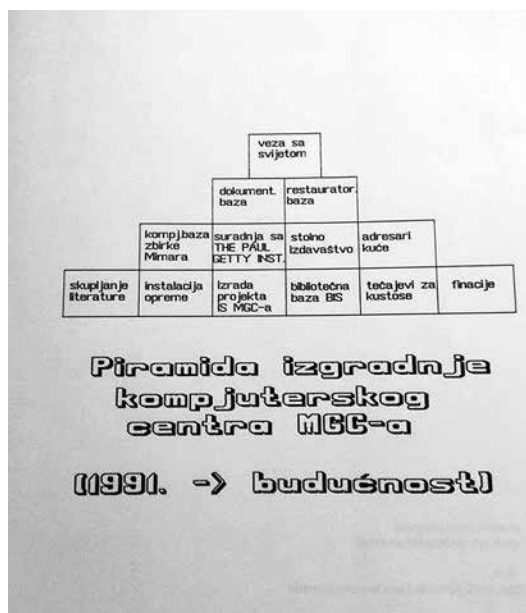 veza sa
svijetom
dokument.
baza
restaurator.
baza
kompj.baza
zbirke
Mimara
suradnja sa
THE PAUL
GETTY INST.
stolno
izdavaštvo
adresari
kuće
skupljanje
literature
instalacija
opreme
izrada
projekta
IS MGC-a
bibliotečna
baza BIS
tečajevi za
kustose
finacije
Piramida izgradnje
kompjuterskog
centra MGC-a
(1991. -> budućnost)